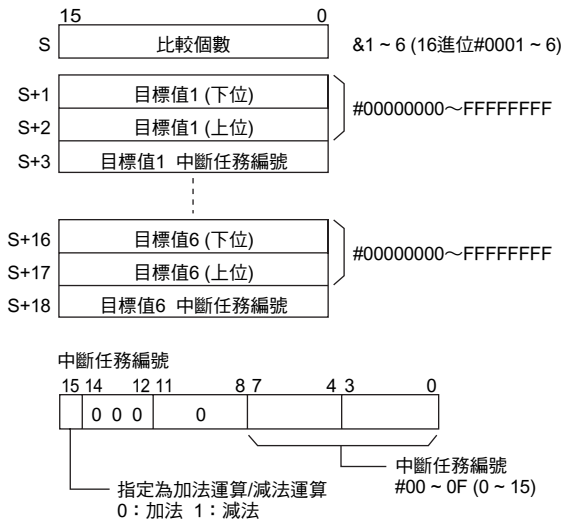 15 0
S 比較個數 &1 ~ 6 (16進位#0001 ~ 6)
S+1 目標值1 (下位)
S+2 目標值1 (上位)
#00000000～FFFFFFFF
S+3 目標值1 中斷任務編號
S+16 目標值6 (下位)
S+17 目標值6 (上位)
#00000000～FFFFFFFF
S+18 目標值6 中斷任務編號
中斷任務編號
15 14 12 11 8 7 4 3 0
0 0 0 0
中斷任務編號
#00 ~ 0F (0 ~ 15)
指定為加法運算/減法運算
0：加法 1：減法